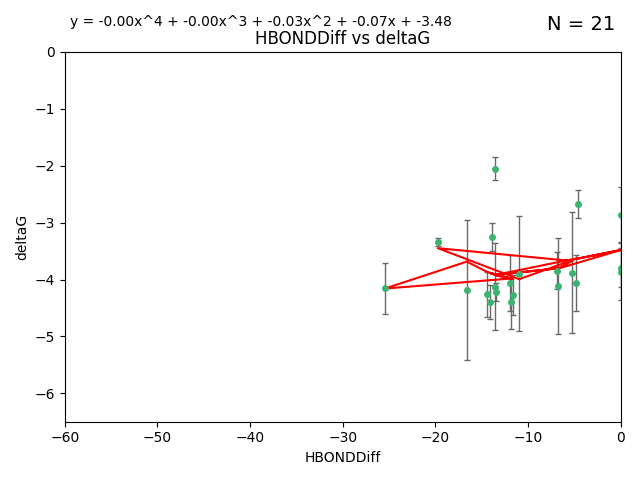 y = -0.00x^4 + -0.00x^3 + -0.03x^2 + -0.07x + -3.48
N = 21
HBONDDiff vs deltaG
0
−1
−2
−3
−4
−5
−6
deltaG
−60 −50 −40 −30 −20 −10 0
HBONDDiff